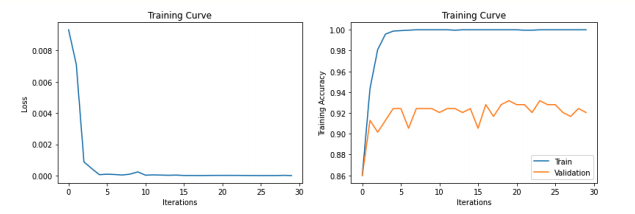 Training Curve
Loss
0.008
0.006
0.004
0.002
0.000
0 5 10 15 20 25 30
Iterations
Training Curve
Training Accuracy
1.00
0.98
0.96
0.94
0.92
0.90
0.88
0.86
0 5 10 15 20 25 30
Iterations
Train
Validation